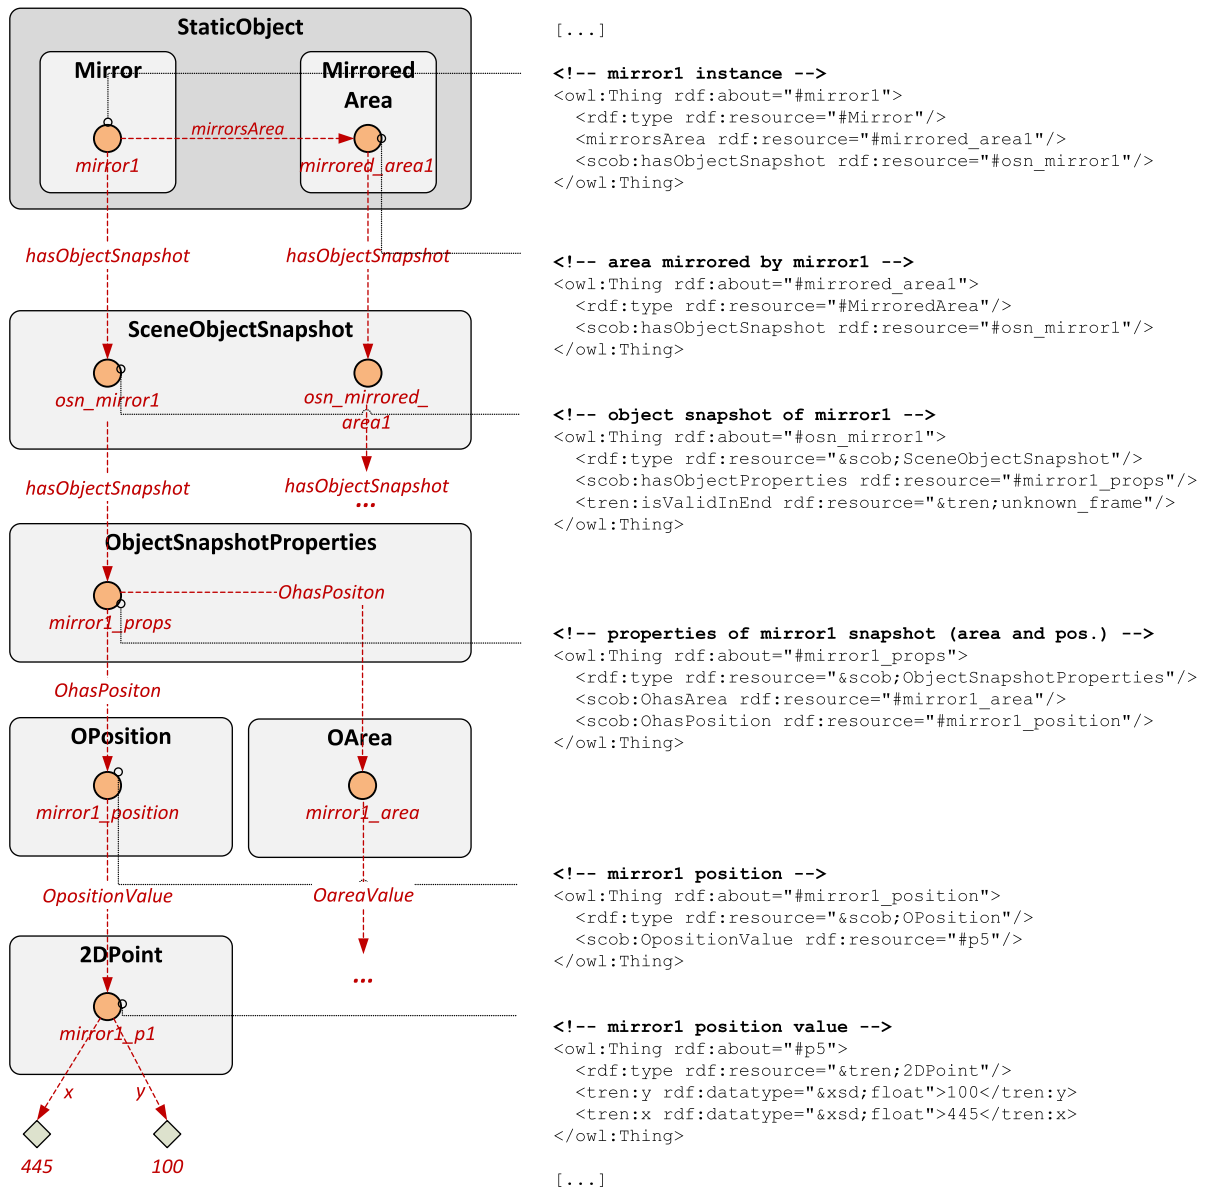 StaticObject
Mirror
Mirrored
Area
mirrorsArea
mirror1
mirrored_area1
hasObjectSnapshot
hasObjectSnapshot
SceneObjectSnapshot
osn_mirror1
osn_mirrored_
area1
hasObjectSnapshot
hasObjectSnapshot
...
ObjectSnapshotProperties
OhasPositon
mirror1_props
OhasPositon
OPosition
OArea
mirror1_position
mirror1_area
OpositionValue
OareaValue
2DPoint
...
mirror1_p1
x
y
445
100
[...]
<!-- mirror1 instance -->
<owl:Thing rdf:about="#mirror1">
<rdf:type rdf:resource="#Mirror"/>
<mirrorsArea rdf:resource="#mirrored_area1"/>
<scob:hasObjectSnapshot rdf:resource="#osn_mirror1"/>
</owl:Thing>
<!-- area mirrored by mirror1 -->
<owl:Thing rdf:about="#mirrored_area1">
<rdf:type rdf:resource="#MirroredArea"/>
<scob:hasObjectSnapshot rdf:resource="#osn_mirror1"/>
</owl:Thing>
<!-- object snapshot of mirror1 -->
<owl:Thing rdf:about="#osn_mirror1">
<rdf:type rdf:resource="&scob;SceneObjectSnapshot"/>
<scob:hasObjectProperties rdf:resource="#mirror1_props"/>
<tren:isValidInEnd rdf:resource="&tren;unknown_frame"/>
</owl:Thing>
<!-- properties of mirror1 snapshot (area and pos.) -->
<owl:Thing rdf:about="#mirror1_props">
<rdf:type rdf:resource="&scob;ObjectSnapshotProperties"/>
<scob:OhasArea rdf:resource="#mirror1_area"/>
<scob:OhasPosition rdf:resource="#mirror1_position"/>
</owl:Thing>
<!-- mirror1 position -->
<owl:Thing rdf:about="#mirror1_position">
<rdf:type rdf:resource="&scob;OPosition"/>
<scob:OpositionValue rdf:resource="#p5"/>
</owl:Thing>
<!-- mirror1 position value -->
<owl:Thing rdf:about="#p5">
<rdf:type rdf:resource="&tren;2DPoint"/>
<tren:y rdf:datatype="&xsd;float">100</tren:y>
<tren:x rdf:datatype="&xsd;float">445</tren:x>
</owl:Thing>
[...]